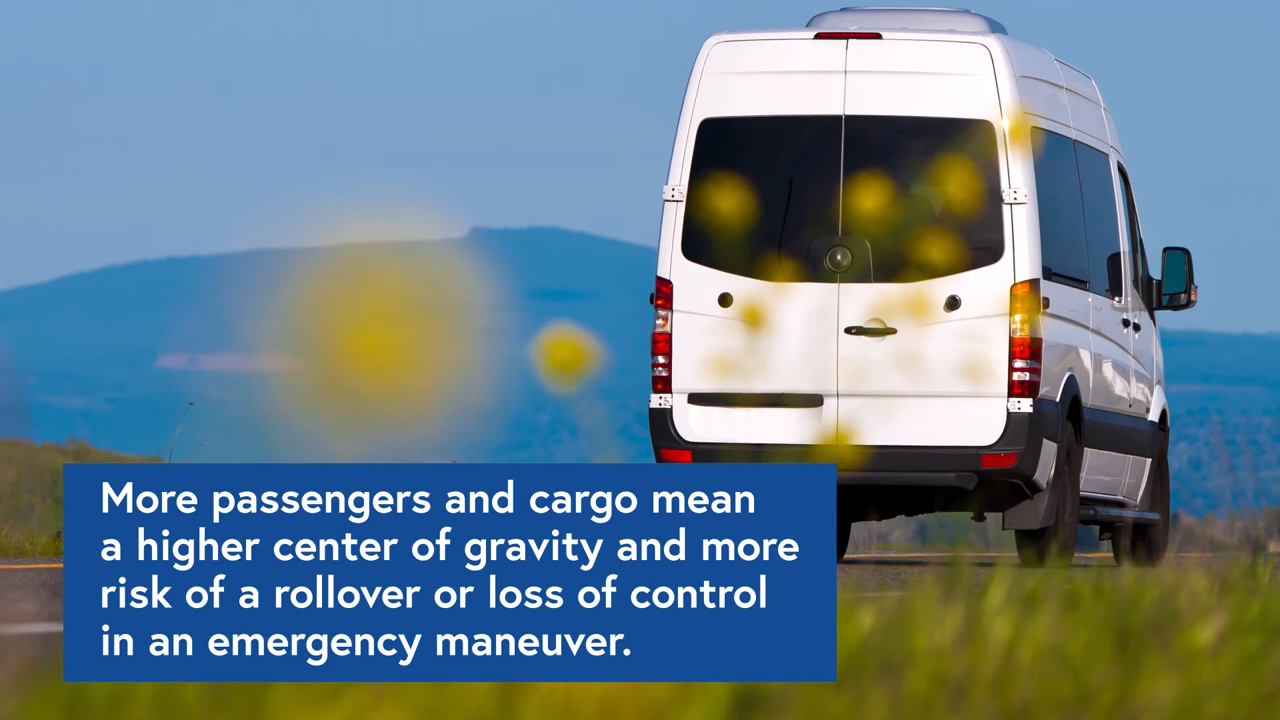 More passengers and cargo mean
a higher center of gravity and more
risk of a rollover or loss of control
in an emergency maneuver.